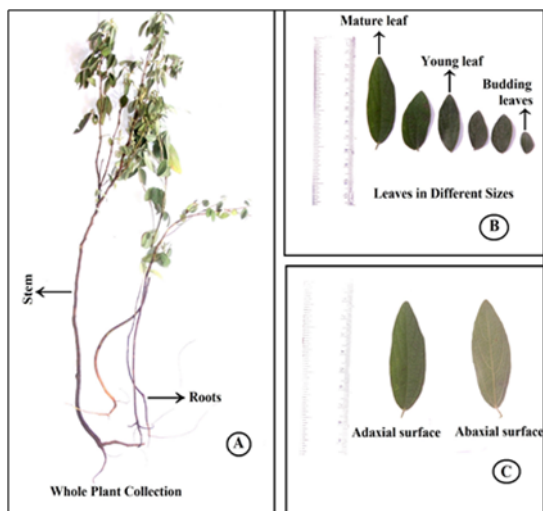 Stem
Roots
A
Whole Plant Collection
Mature leaf
Young leaf
Budding
leaves
Leaves in Different Sizes
B
Adaxial surface
Abaxial surface
C